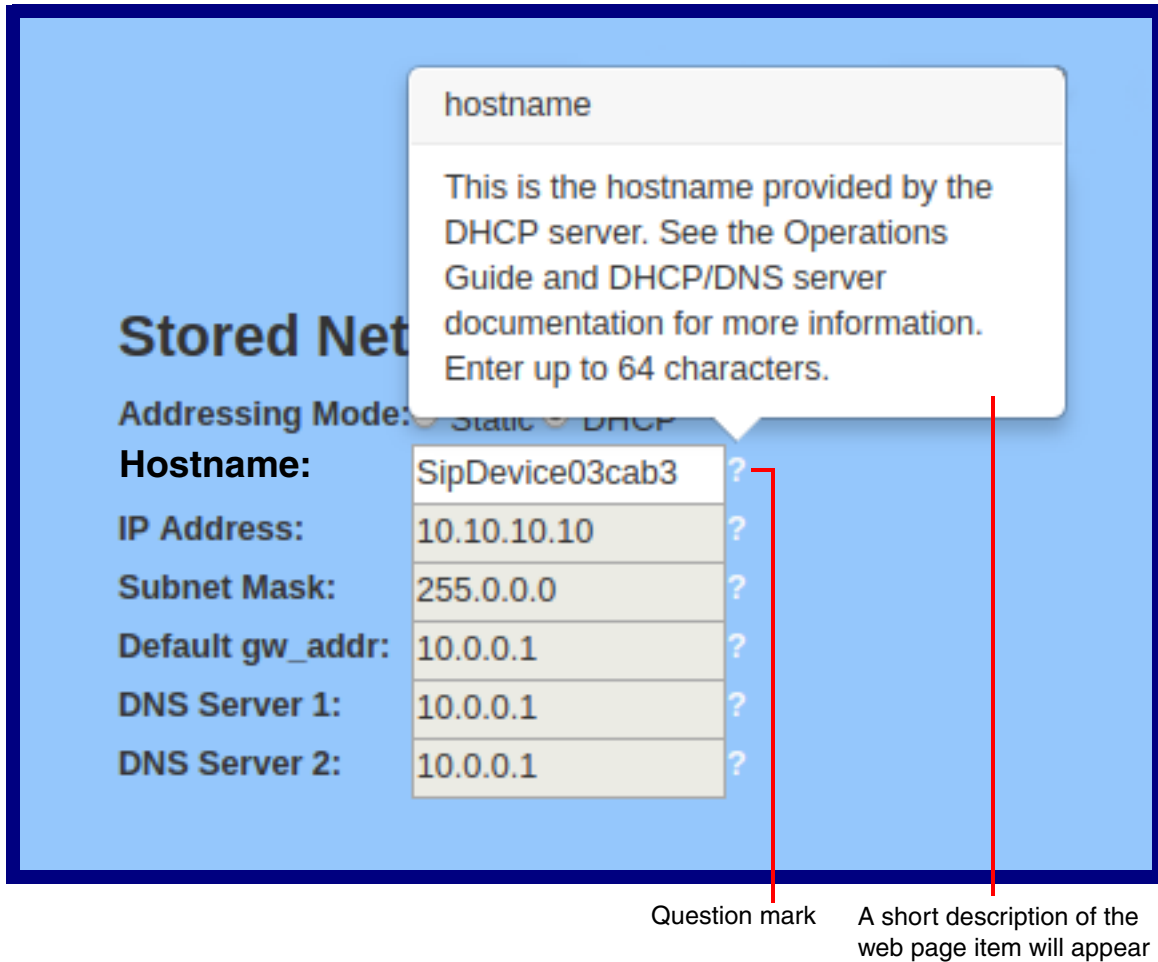 hostname
This is the hostname provided by the
DHCP server. See the Operations
Guide and DHCP/DNS server
documentation for more information.
Enter up to 64 characters.
Stored Net
Addressing Mode: Static DHCP
Hostname: SipDevice03cab3 ?
IP Address: 10.10.10.10 ?
Subnet Mask: 255.0.0.0 ?
Default gw_addr: 10.0.0.1 ?
DNS Server 1: 10.0.0.1 ?
DNS Server 2: 10.0.0.1 ?
Question mark
A short description of the
web page item will appear